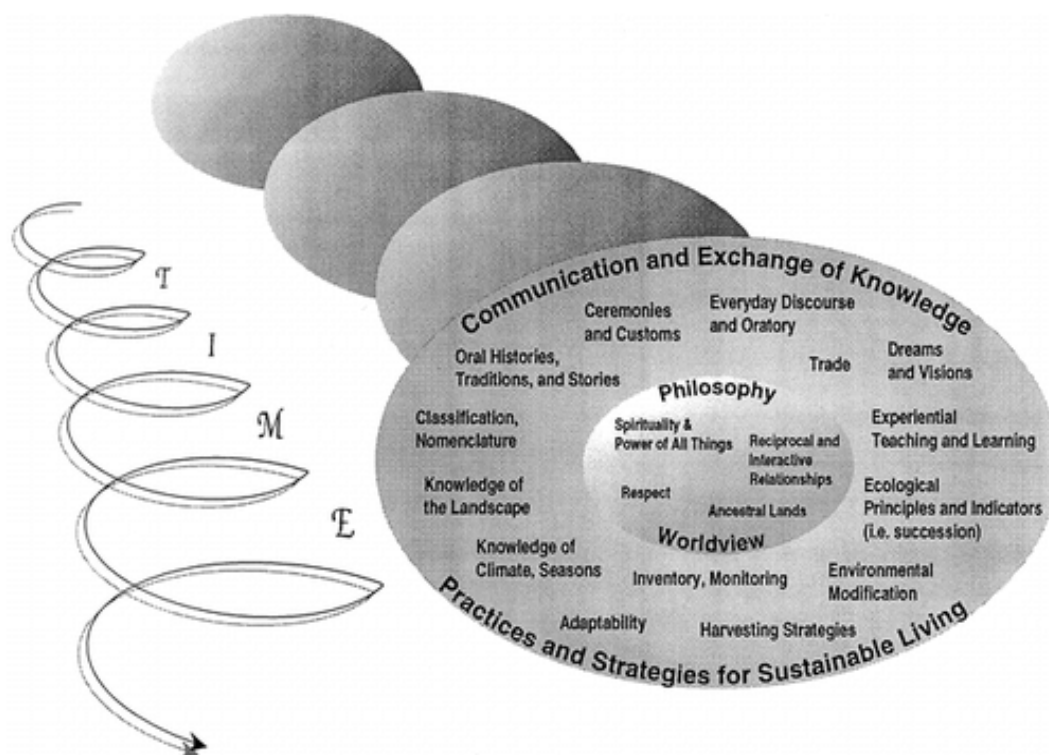 T
I
M
E
Communication and Exchange of Knowledge
Ceremonies
and Customs
Everyday Discourse
and Oratory
Oral Histories,
Traditions, and Stories
Trade
Dreams
and Visions
Classification,
Nomenclature
Experiential
Teaching and Learning
Knowledge of
the Landscape
Ecological
Principles and Indicators
(i.e. succession)
Knowledge of
Climate, Seasons
Inventory, Monitoring
Environmental
Modification
Adaptability
Harvesting Strategies
Practices and Strategies for Sustainable Living
Philosophy
Spirituality &
Power of All Things
Reciprocal and
Interactive
Relationships
Respect
Ancestral Lands
Worldview